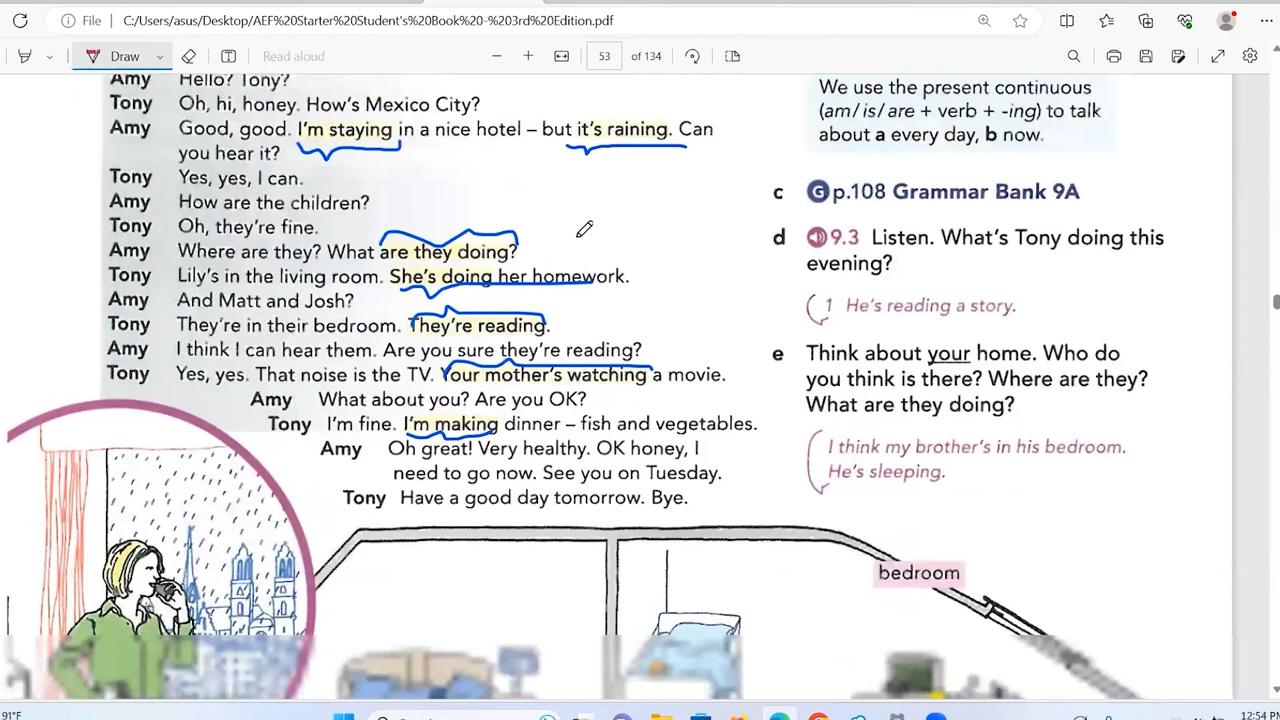 File
C:/Users/asus/Desktop/AEF%20Starter%20Student's%20Book%20-%203rd%20Edition.pdf
Draw
Read aloud
53 of 134
Amy Hello? Tony?
Tony Oh, hi, honey. How's Mexico City?
Amy Good, good. I'm staying in a nice hotel – but it's raining. Can
you hear it?
Tony Yes, yes, I can.
Amy How are the children?
Tony Oh, they're fine.
Amy Where are they? What are they doing?
Tony Lily's in the living room. She's doing her homework.
Amy And Matt and Josh?
Tony They're in their bedroom. They're reading.
Amy I think I can hear them. Are you sure they're reading?
Tony Yes, yes. That noise is the TV. Your mother's watching a movie.
Amy What about you? Are you OK?
Tony I'm fine. I'm making dinner – fish and vegetables.
Amy Oh great! Very healthy. OK honey, I
need to go now. See you on Tuesday.
Tony Have a good day tomorrow. Bye.
We use the present continuous
(am/ is/ are + verb + -ing) to talk
about a every day, b now.
c G p.108 Grammar Bank 9A
d 9.3 Listen. What's Tony doing this
evening?
1 He's reading a story.
e Think about your home. Who do
you think is there? Where are they?
What are they doing?
I think my brother's in his bedroom.
He's sleeping.
bedroom
91°F
12:54 PM